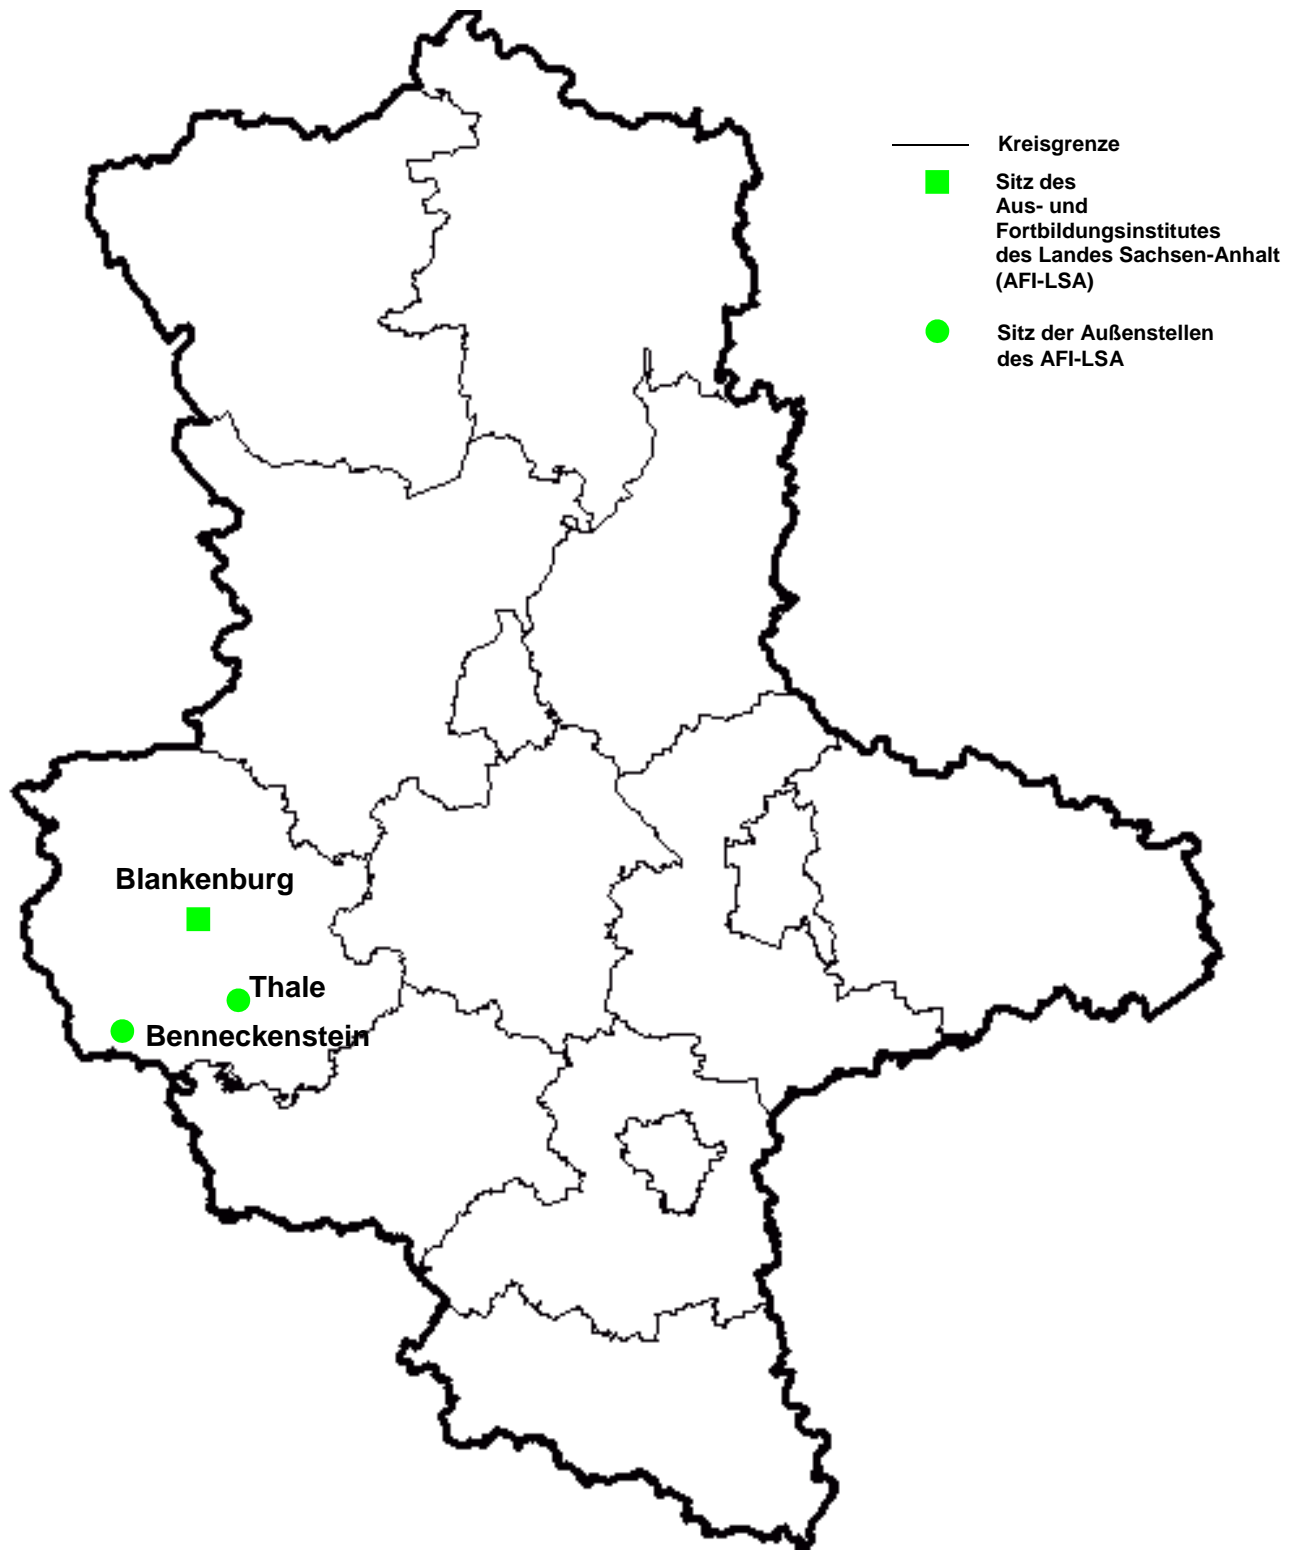 Kreisgrenze
Sitz des
Aus- und
Fortbildungsinstitutes
des Landes Sachsen-Anhalt
(AFI-LSA)
Sitz der Außenstellen
des AFI-LSA
Blankenburg
Thale
Benneckenstein